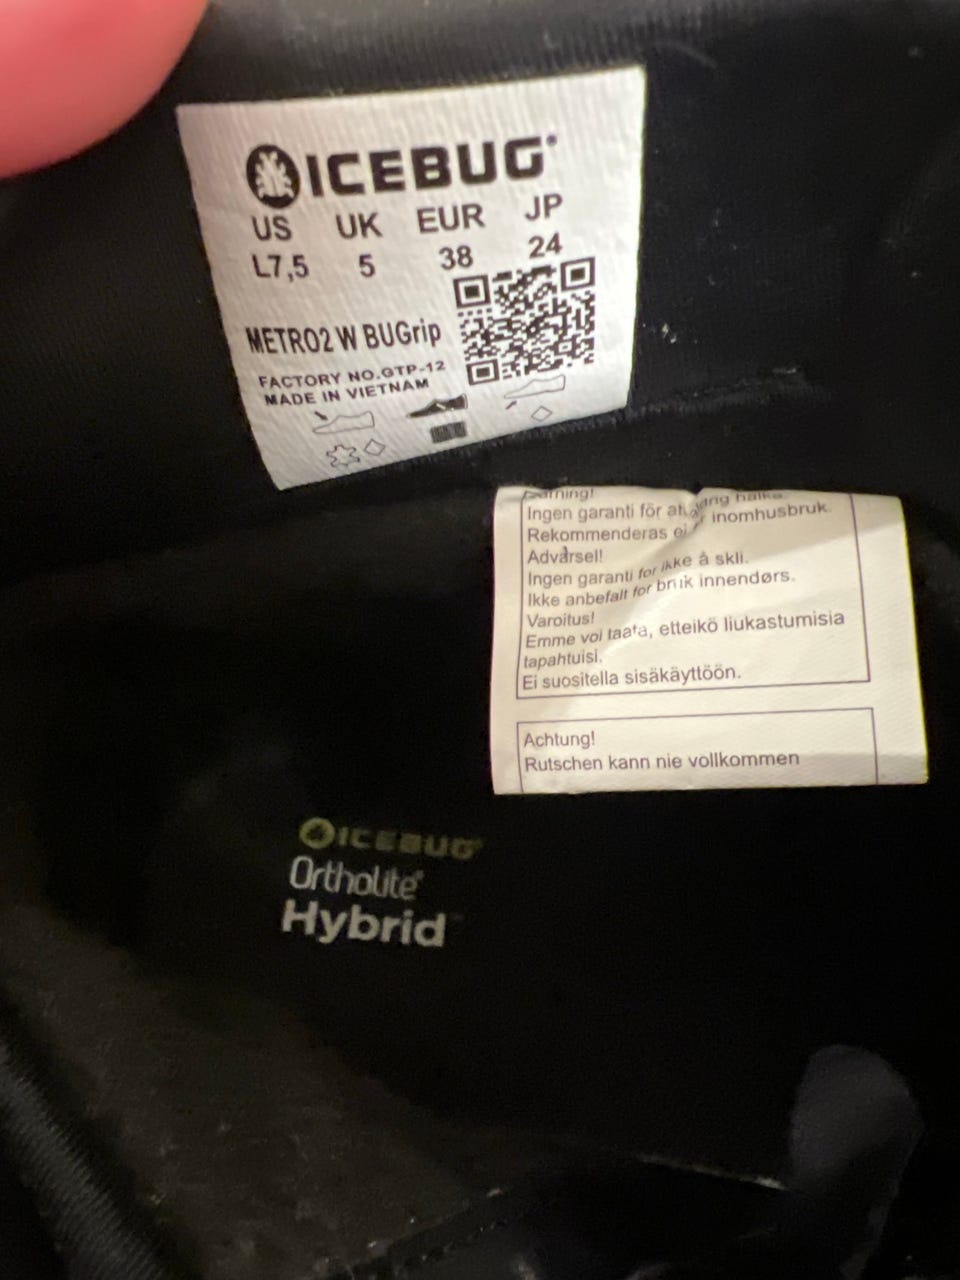 ICEBUG®
US UK EUR JP
L7,5 5 38 24
METRO2 W BUGrip
FACTORY NO.GTP-12
MADE IN VIETNAM
Ingen garanti för
Rekommenderas inomhusbruk.
Advarsel!
Ingen garanti for ikke å skli.
Ikke anbefalt for bruk innendørs.
Varoitus!
Emme voi taata, etteikö liukastumisia
tapahtuisi.
Ei suositella sisäkäyttöön.
Achtung!
Rutschen kann nie vollkommen
ICEBUG®
Ortholite®
Hybrid™